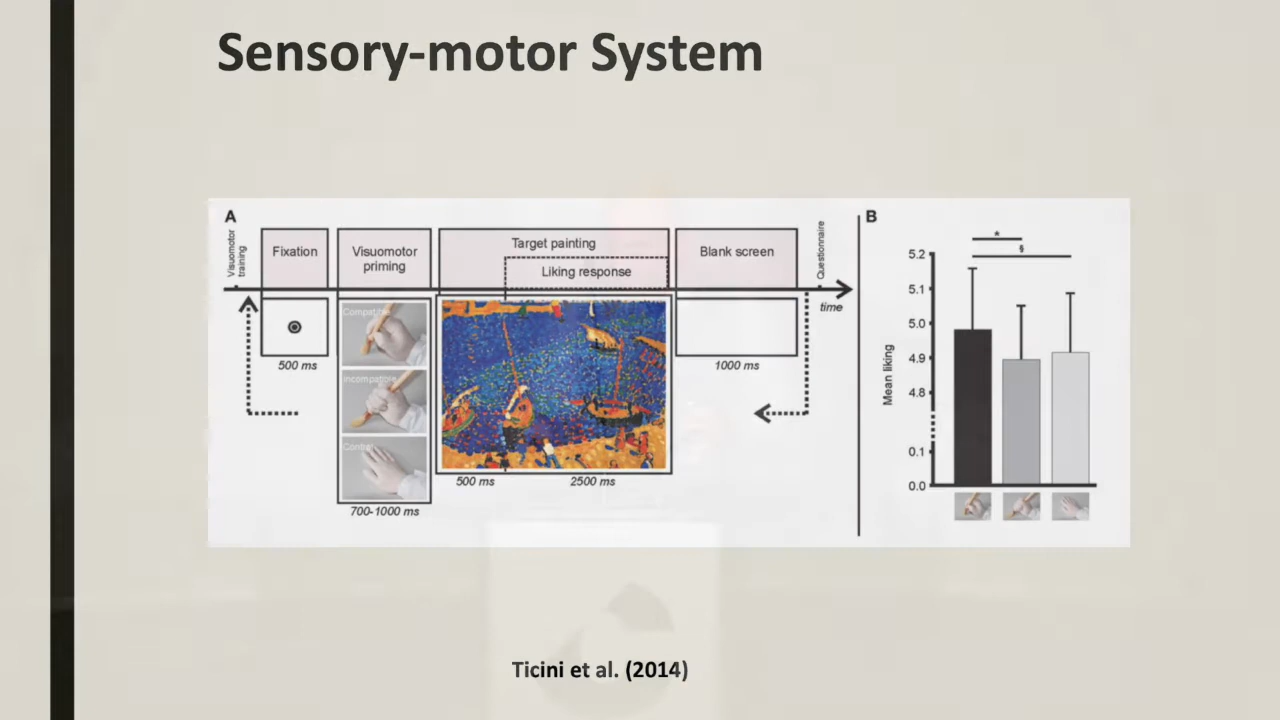 Sensory-motor System
A
Visuomotor
training
Fixation
Visuomotor
priming
Target painting
Liking response
Blank screen
Questionnaire
time
Compatible
Incompatible
Control
500 ms
700-1000 ms
500 ms
2500 ms
1000 ms
B
*
§
5.2
5.1
5.0
4.9
4.8
0.1
0.0
Mean liking
Ticini et al. (2014)